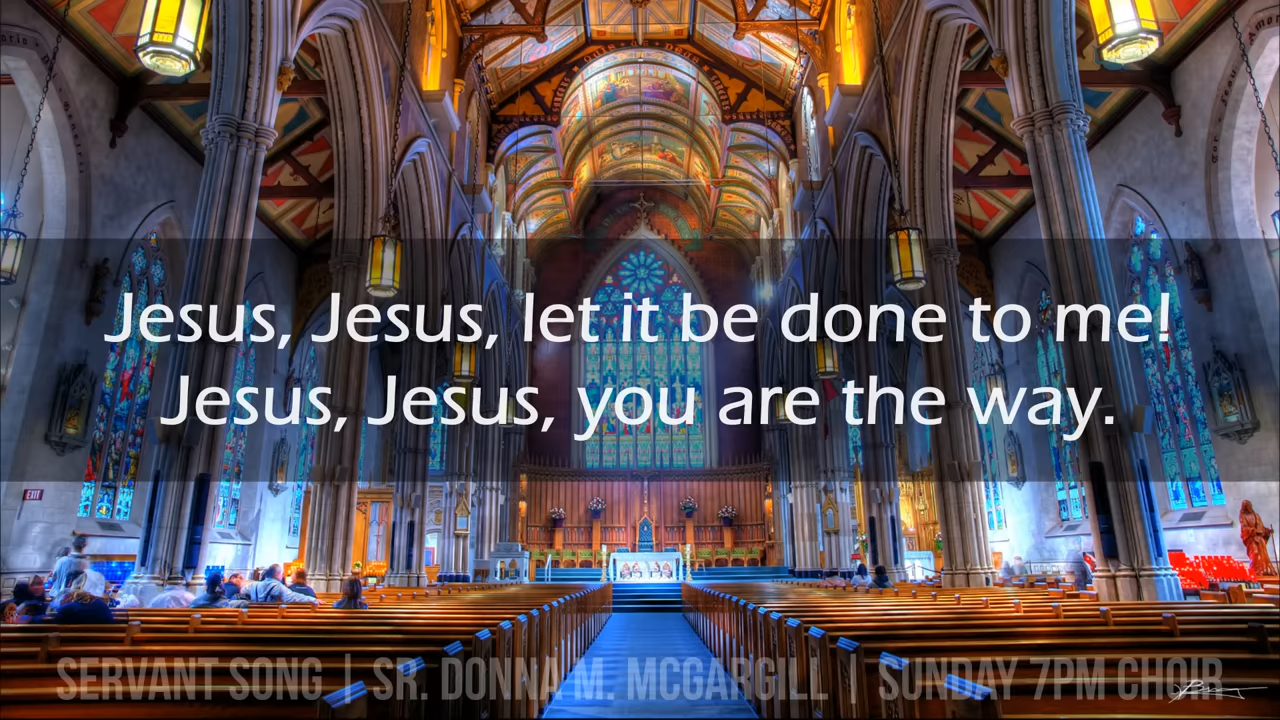 Jesus, Jesus, let it be done to me!
Jesus, Jesus, you are the way.
EXIT
SERVANT SONG | SR. DONNA M. MCGARGILL | SUNDAY 7PM CHOIR